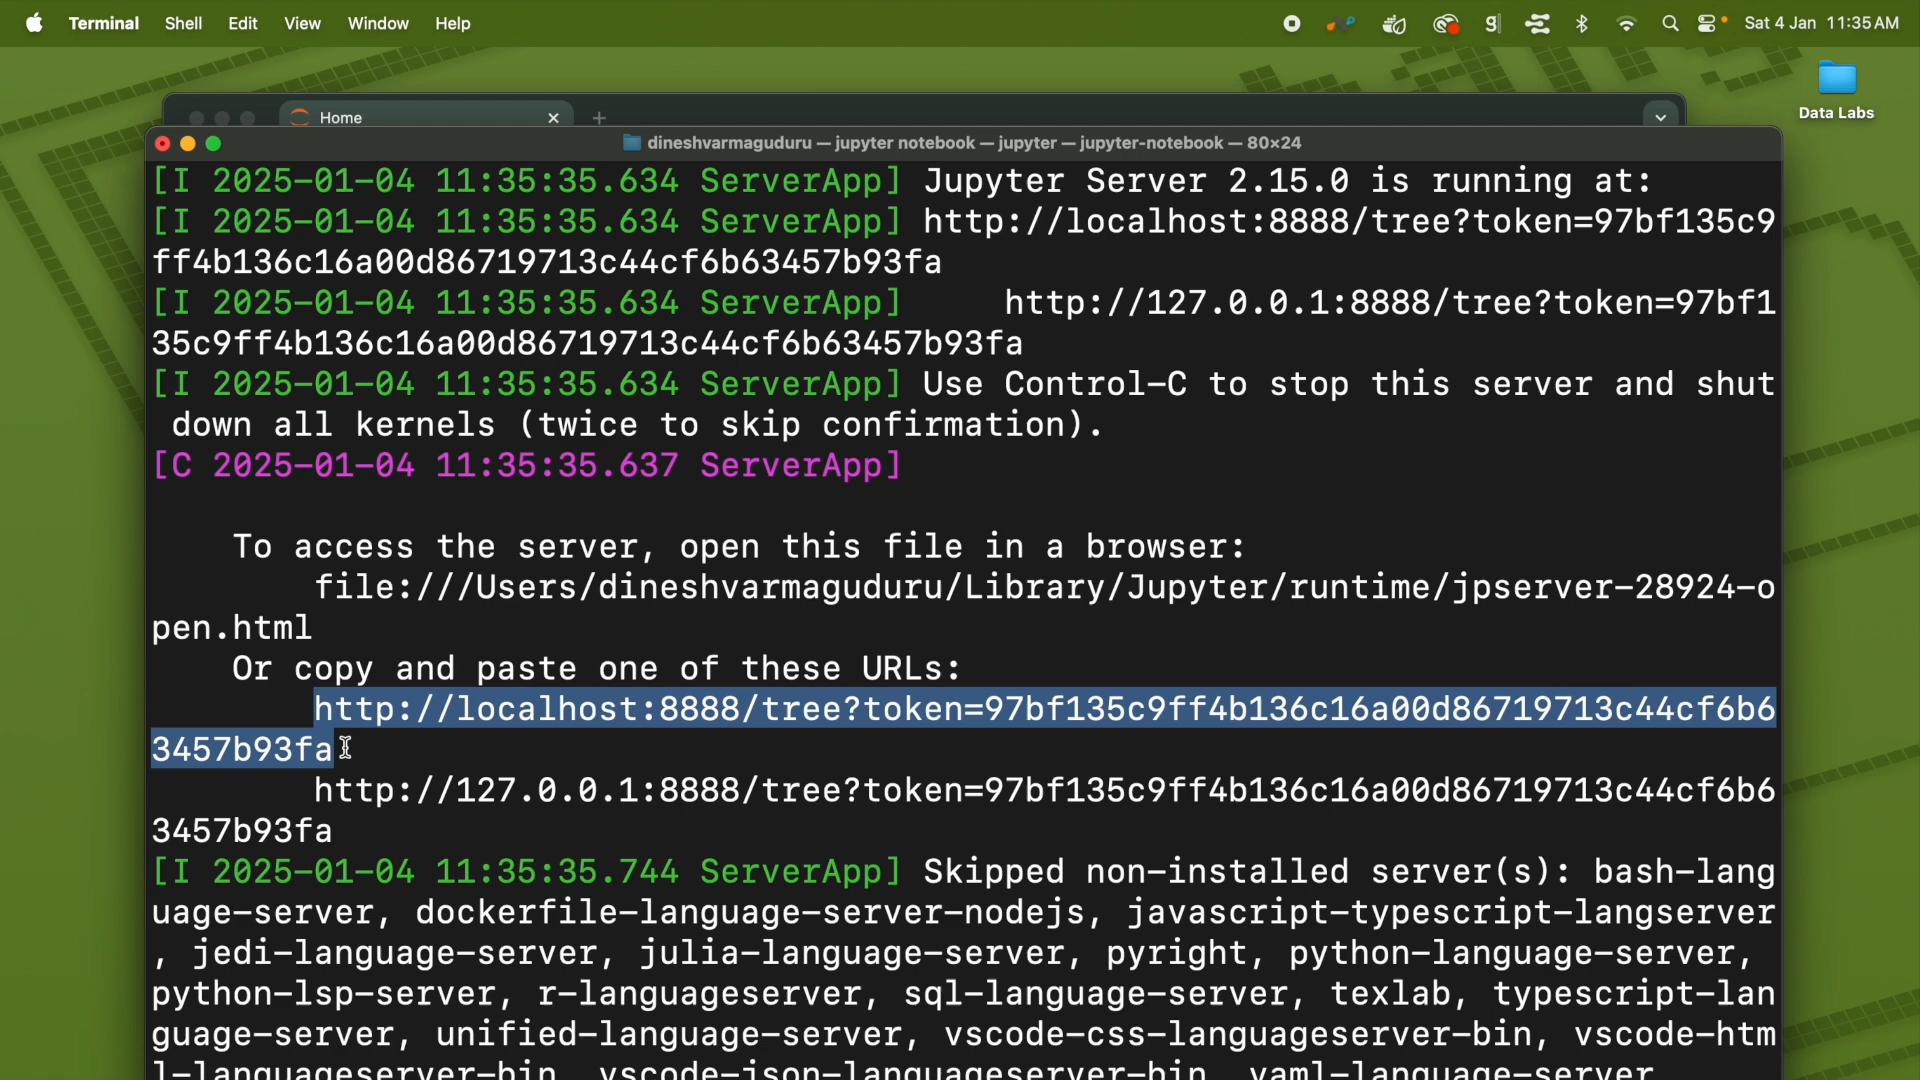 Terminal Shell Edit View Window Help
Sat 4 Jan 11:35 AM
Data Labs
Home
dineshvarmaguduru — jupyter notebook — jupyter — jupyter-notebook — 80×24
[I 2025-01-04 11:35:35.634 ServerApp] Jupyter Server 2.15.0 is running at:
[I 2025-01-04 11:35:35.634 ServerApp] http://localhost:8888/tree?token=97bf135c9
ff4b136c16a00d86719713c44cf6b63457b93fa
[I 2025-01-04 11:35:35.634 ServerApp]     http://127.0.0.1:8888/tree?token=97bf1
35c9ff4b136c16a00d86719713c44cf6b63457b93fa
[I 2025-01-04 11:35:35.634 ServerApp] Use Control-C to stop this server and shut
down all kernels (twice to skip confirmation).
[C 2025-01-04 11:35:35.637 ServerApp]
To access the server, open this file in a browser:
file:///Users/dineshvarmaguduru/Library/Jupyter/runtime/jpserver-28924-o
pen.html
Or copy and paste one of these URLs:
http://localhost:8888/tree?token=97bf135c9ff4b136c16a00d86719713c44cf6b6
3457b93fa
http://127.0.0.1:8888/tree?token=97bf135c9ff4b136c16a00d86719713c44cf6b6
3457b93fa
[I 2025-01-04 11:35:35.744 ServerApp] Skipped non-installed server(s): bash-lang
uage-server, dockerfile-language-server-nodejs, javascript-typescript-langserver
, jedi-language-server, julia-language-server, pyright, python-language-server,
python-lsp-server, r-languageserver, sql-language-server, texlab, typescript-lan
guage-server, unified-language-server, vscode-css-languageserver-bin, vscode-htm
l-languageserver-bin, vscode-json-languageserver-bin, yaml-language-server